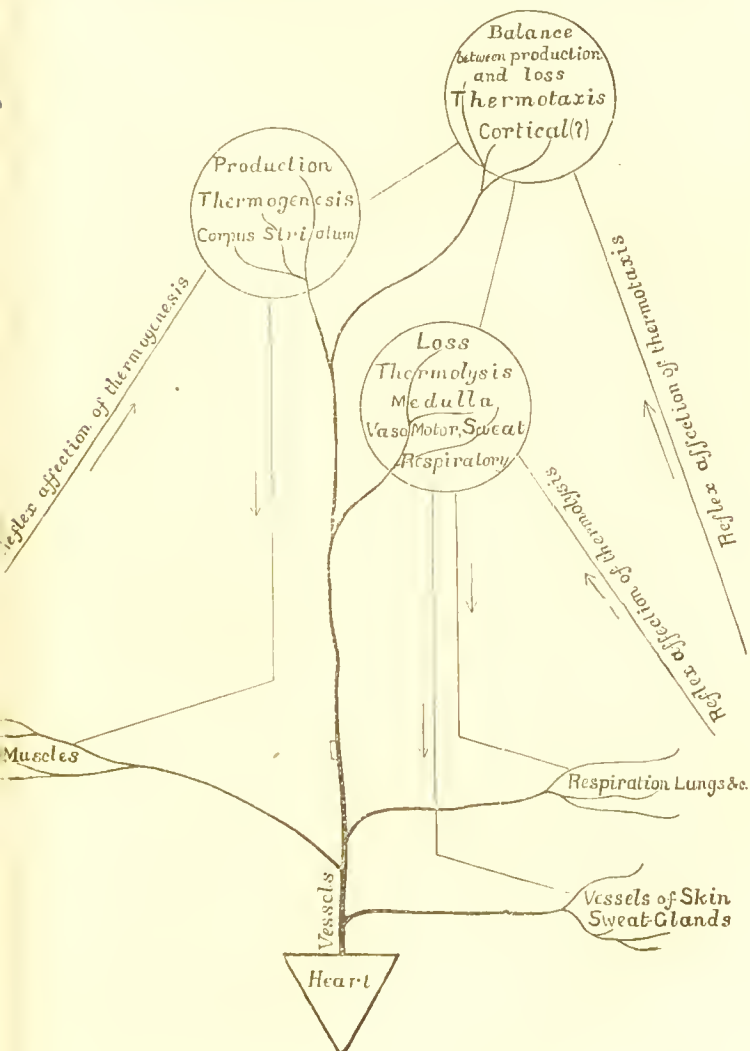 Balance
between production
and loss
Thermotaxis
Cortical(?)
Production
Thermogenesis
Corpus Striatum
Loss
Thermolysis
Medulla
Vaso Motor, Sweat
Respiratory
Reflex affection of thermogenesis
Reflex affection of thermotaxis
Reflex affection of thermolysis
Muscles
Respiration Lungs &c.
Vessels of Skin
Sweat-Glands
Vessels
Heart